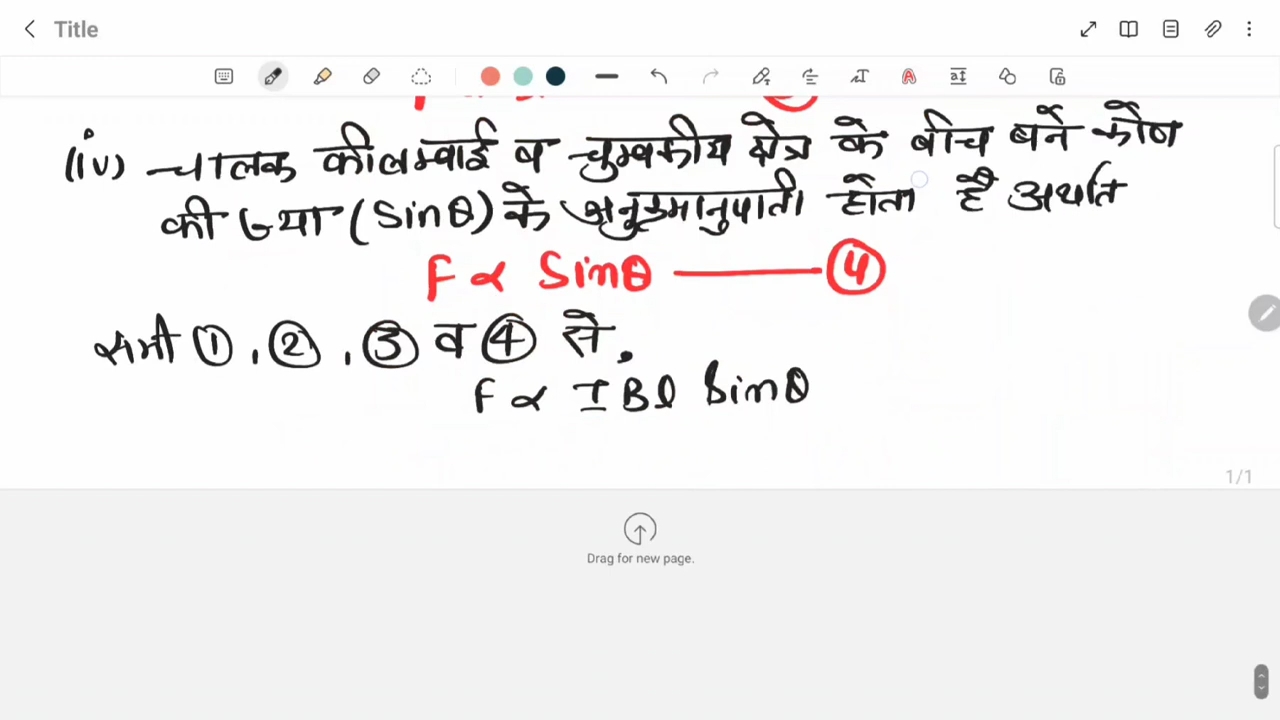 Title
(iv) चालक की लम्बाई व चुम्बकीय क्षेत्र के बीच बने कोण
की ज्या (Sinθ) के अनुक्रमानुपाती होता है अर्थात
F ∝ Sinθ ——— ④
समी ①, ②, ③ व ④ से.
F ∝ I B l Sinθ
1/1
Drag for new page.